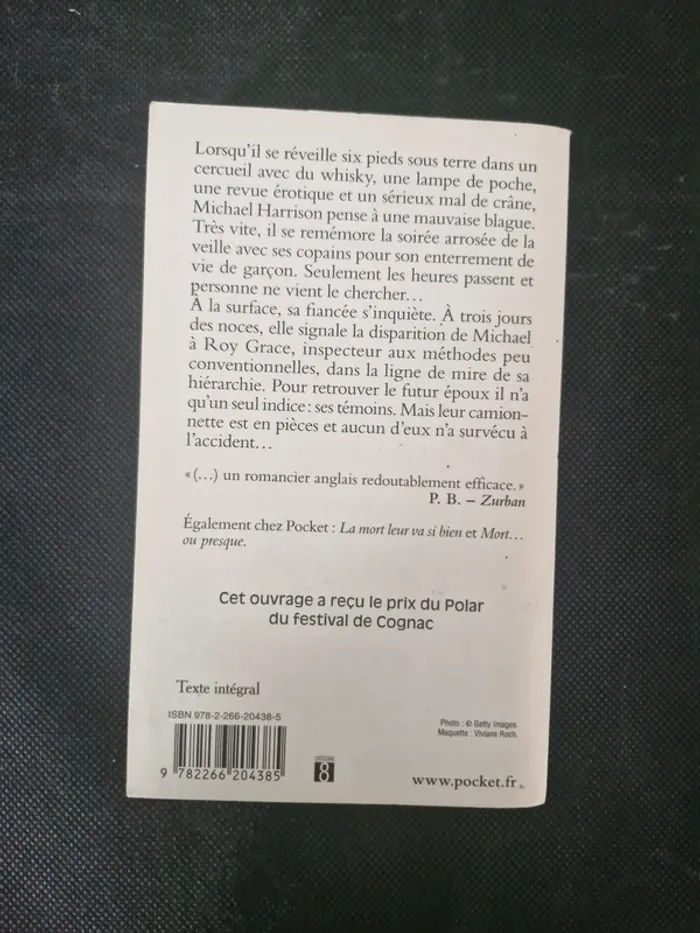 Lorsqu'il se réveille six pieds sous terre dans un
cercueil avec du whisky, une lampe de poche,
une revue érotique et un sérieux mal de crâne,
Michael Harrison pense à une mauvaise blague.
Très vite, il se remémore la soirée arrosée de la
veille avec ses copains pour son enterrement de
vie de garçon. Seulement les heures passent et
personne ne vient le chercher…
À la surface, sa fiancée s'inquiète. À trois jours
des noces, elle signale la disparition de Michael
à Roy Grace, inspecteur aux méthodes peu
conventionnelles, dans la ligne de mire de sa
hiérarchie. Pour retrouver le futur époux il n'a
qu'un seul indice : ses témoins. Mais leur camion-
nette est en pièces et aucun d'eux n'a survécu à
l'accident…
« (…) un romancier anglais redoutablement efficace. »
P. B. – Zurban
Également chez Pocket : La mort leur va si bien et Mort…
ou presque.
Cet ouvrage a reçu le prix du Polar
du festival de Cognac
Texte intégral
ISBN 978-2-266-20438-5
9 782266 204385
8
Photo : © Getty Images
Maquette : Viviane Roch.
www.pocket.fr